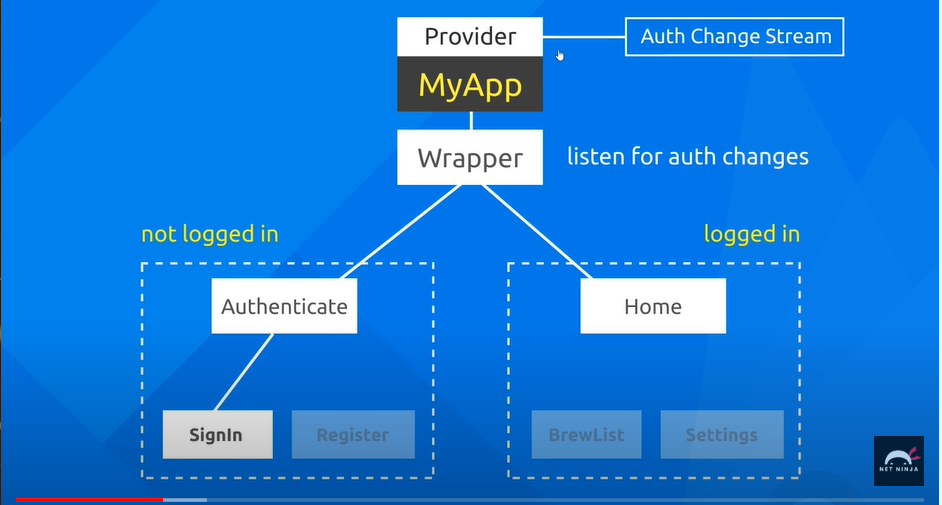 Provider
Auth Change Stream
MyApp
Wrapper
listen for auth changes
not logged in
logged in
Authenticate
Home
SignIn
Register
BrewList
Settings
NET NINJA